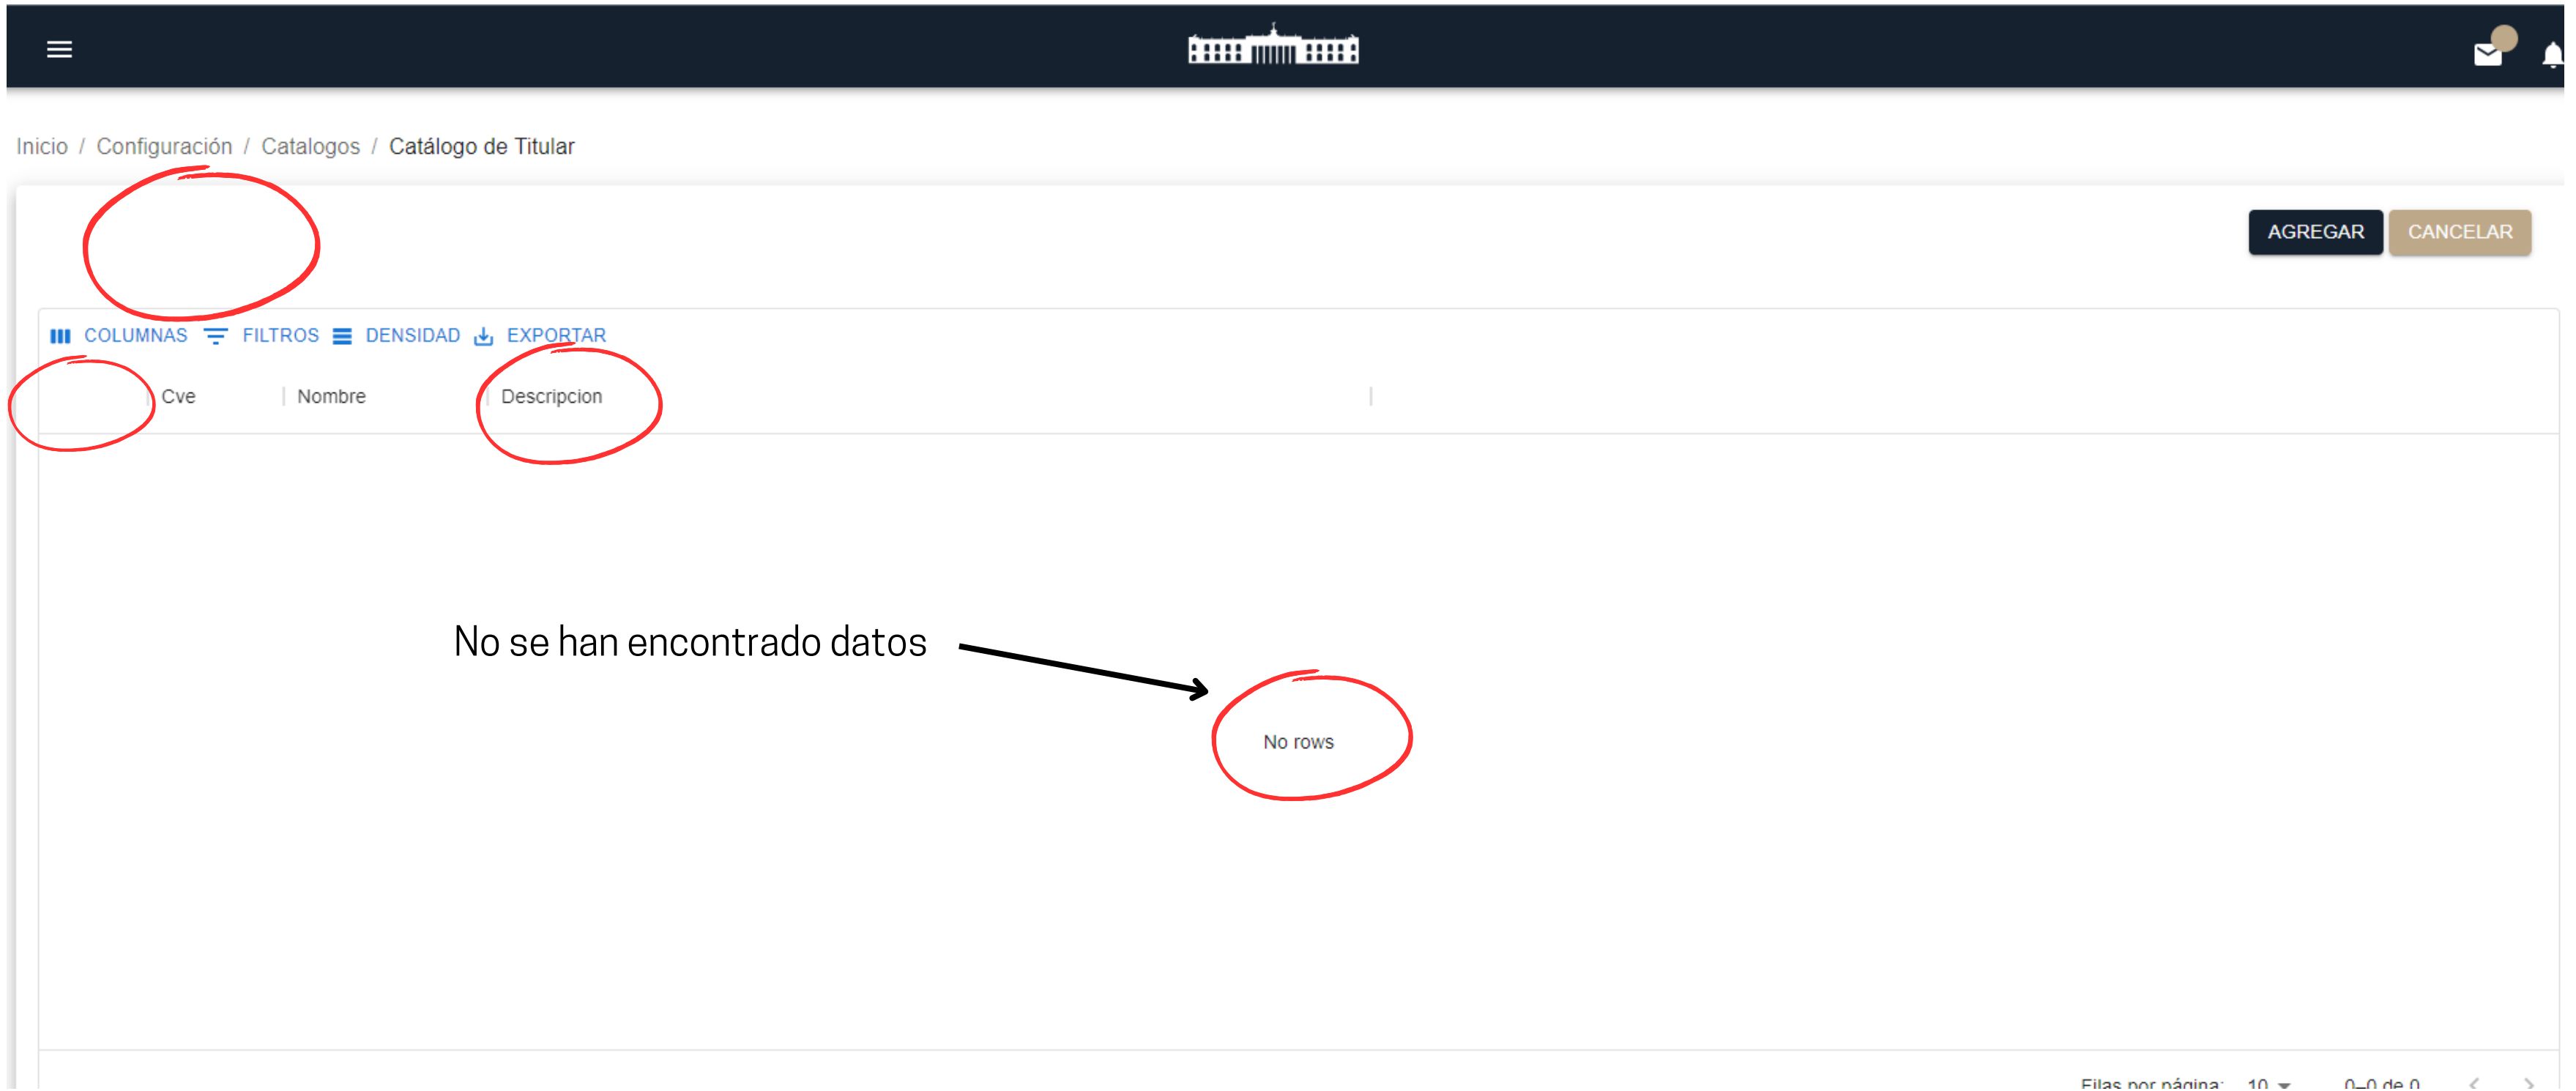 Inicio / Configuración / Catalogos / Catálogo de Titular
AGREGAR CANCELAR
COLUMNAS FILTROS DENSIDAD EXPORTAR
Cve Nombre Descripcion
No se han encontrado datos
No rows
Filas por página: 10 0–0 de 0